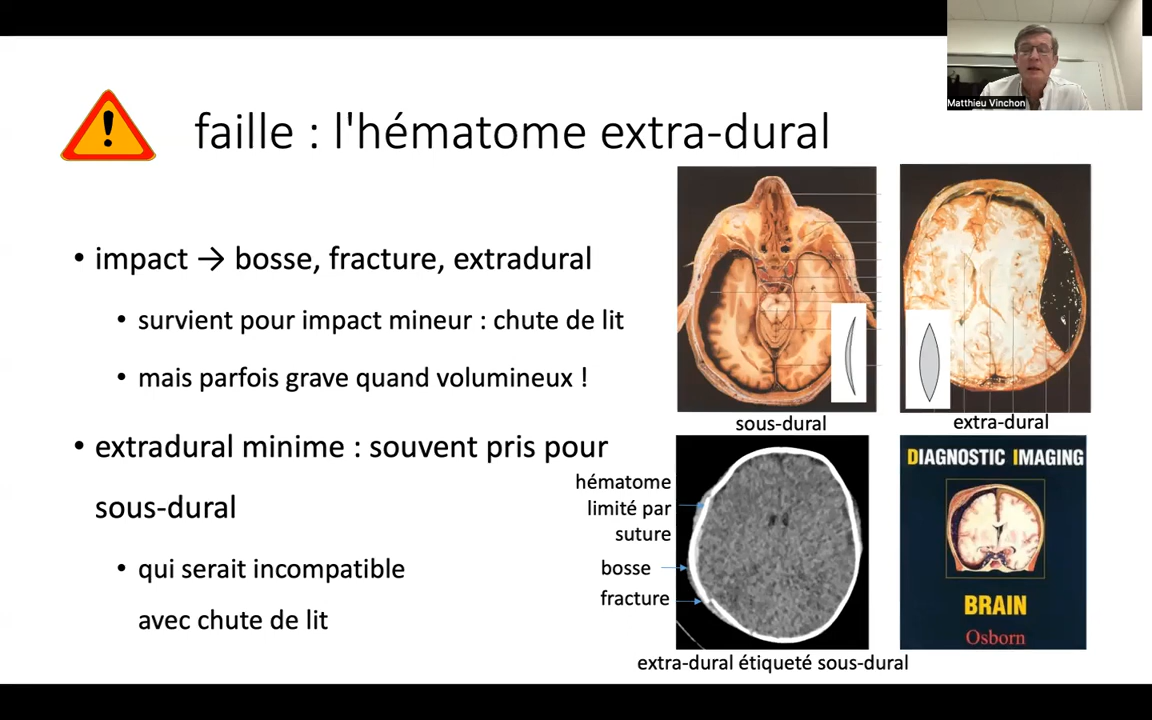 Matthieu Vinchon
faille : l'hématome extra-dural
• impact → bosse, fracture, extradural
• survient pour impact mineur : chute de lit
• mais parfois grave quand volumineux !
• extradural minime : souvent pris pour
sous-dural
• qui serait incompatible
avec chute de lit
sous-dural
extra-dural
hématome
limité par
suture
bosse
fracture
extra-dural étiqueté sous-dural
DIAGNOSTIC IMAGING
BRAIN
Osborn